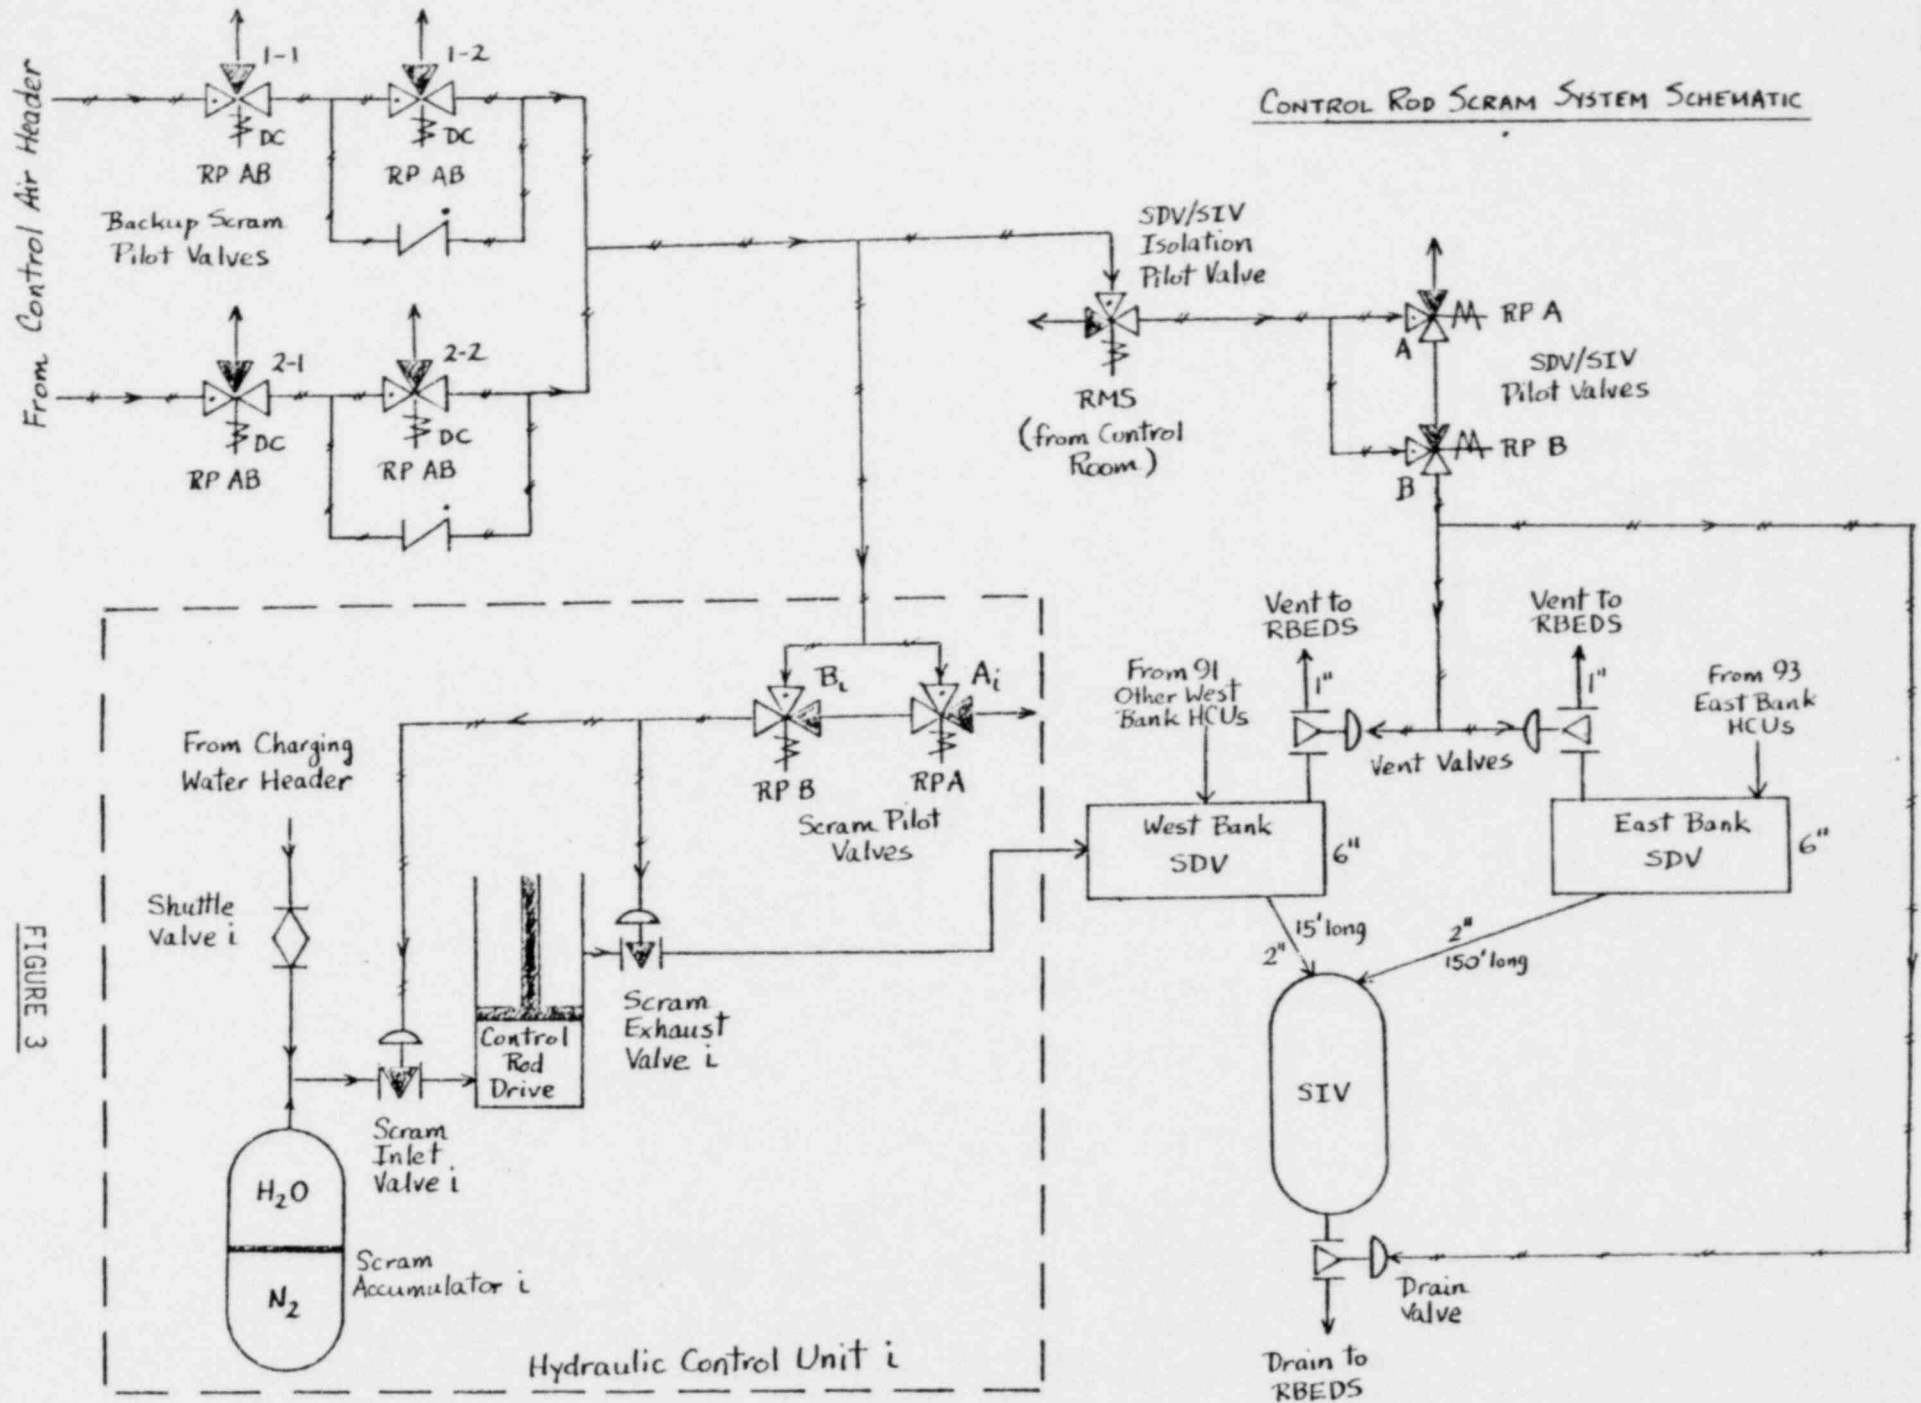 CONTROL ROD SCRAM SYSTEM SCHEMATIC
From Control Air Header
1-1
1-2
DC
DC
RP AB
RP AB
Backup Scram
Pilot Valves
2-1
2-2
DC
DC
RP AB
RP AB
SDV/SIV
Isolation
Pilot Valve
RMS
(from Control
Room)
RP A
A
SDV/SIV
Pilot Valves
RP B
B
Vent to
RBEDS
Vent to
RBEDS
1"
1"
From 91
Other West
Bank HCUs
From 93
East Bank
HCUs
Vent Valves
West Bank
SDV
6"
East Bank
SDV
6"
15' long
2"
2"
150' long
SIV
Drain
Valve
Drain to
RBEDS
Bi
Ai
RP B
RP A
Scram Pilot
Valves
From Charging
Water Header
Shuttle
Valve i
Control
Rod
Drive
Scram
Exhaust
Valve i
Scram
Inlet
Valve i
H2O
N2
Scram
Accumulator i
Hydraulic Control Unit i
FIGURE 3